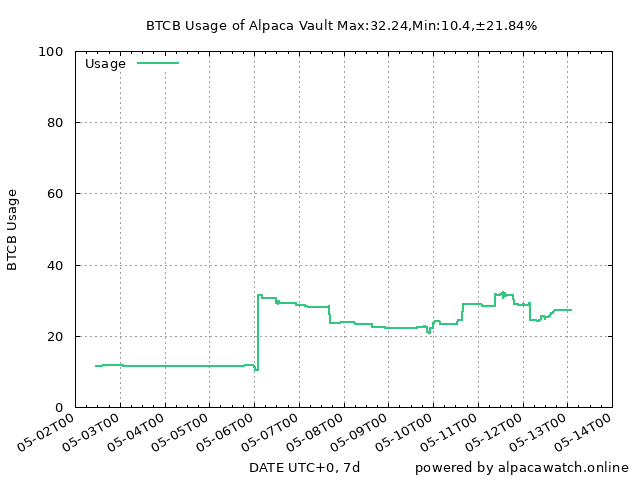 BTCB Usage of Alpaca Vault Max:32.24,Min:10.4,±21.84%
Usage
BTCB Usage
100
80
60
40
20
0
05-02T00
05-03T00
05-04T00
05-05T00
05-06T00
05-07T00
05-08T00
05-09T00
05-10T00
05-11T00
05-12T00
05-13T00
05-14T00
DATE UTC+0, 7d
powered by alpacawatch.online